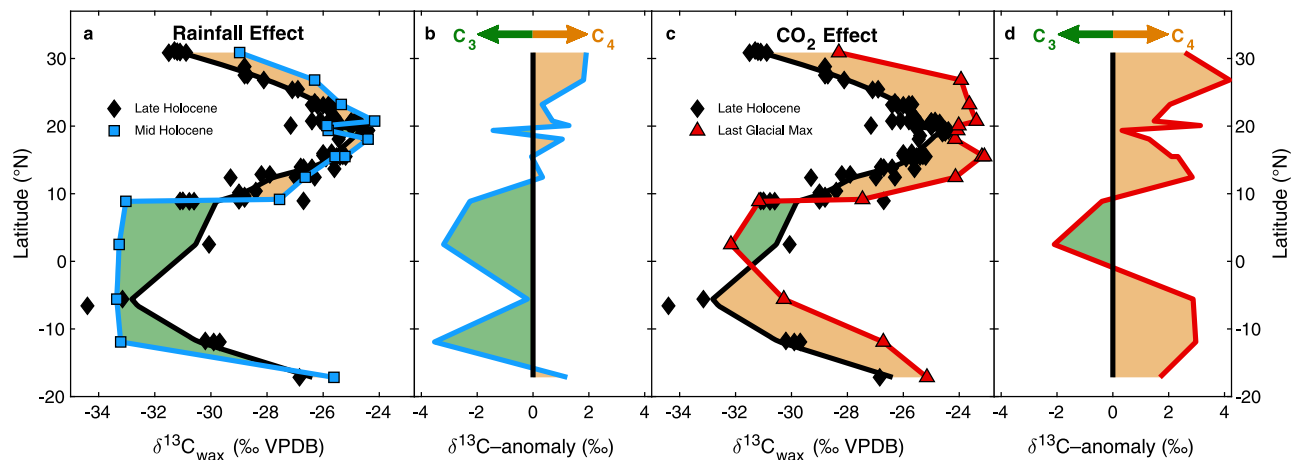 a
Rainfall Effect
Late Holocene
Mid Holocene
Latitude (°N)
30
20
10
0
-10
-20
-34 -32 -30 -28 -26 -24
δ¹³C_wax (‰ VPDB)
b
C₃ C₄
-4 -2 0 2 4
δ¹³C–anomaly (‰)
c
CO₂ Effect
Late Holocene
Last Glacial Max
-34 -32 -30 -28 -26 -24
δ¹³C_wax (‰ VPDB)
d
C₃ C₄
-4 -2 0 2 4
δ¹³C–anomaly (‰)
30
20
10
0
-10
-20
Latitude (°N)